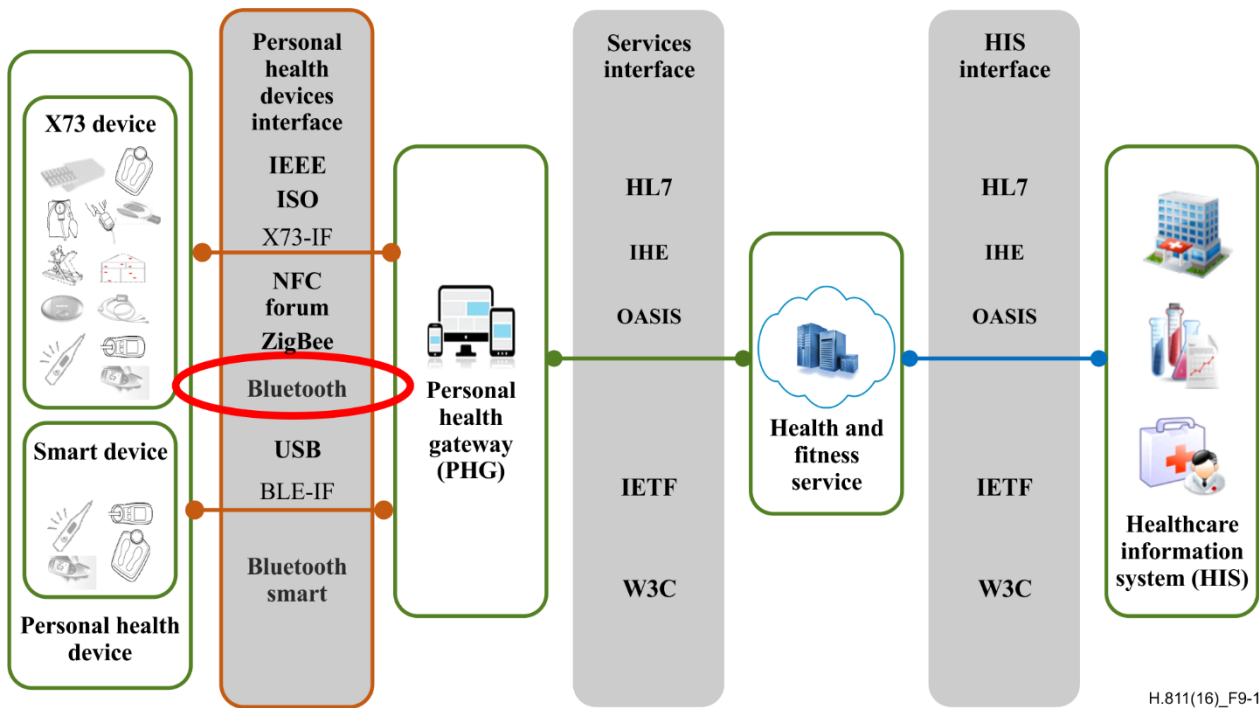 X73 device
Smart device
Personal health
device
Personal
health
devices
interface
IEEE
ISO
X73-IF
NFC
forum
ZigBee
Bluetooth
USB
BLE-IF
Bluetooth
smart
Personal
health
gateway
(PHG)
Services
interface
HL7
IHE
OASIS
IETF
W3C
Health and
fitness
service
HIS
interface
HL7
IHE
OASIS
IETF
W3C
Healthcare
information
system (HIS)
H.811(16)_F9-1